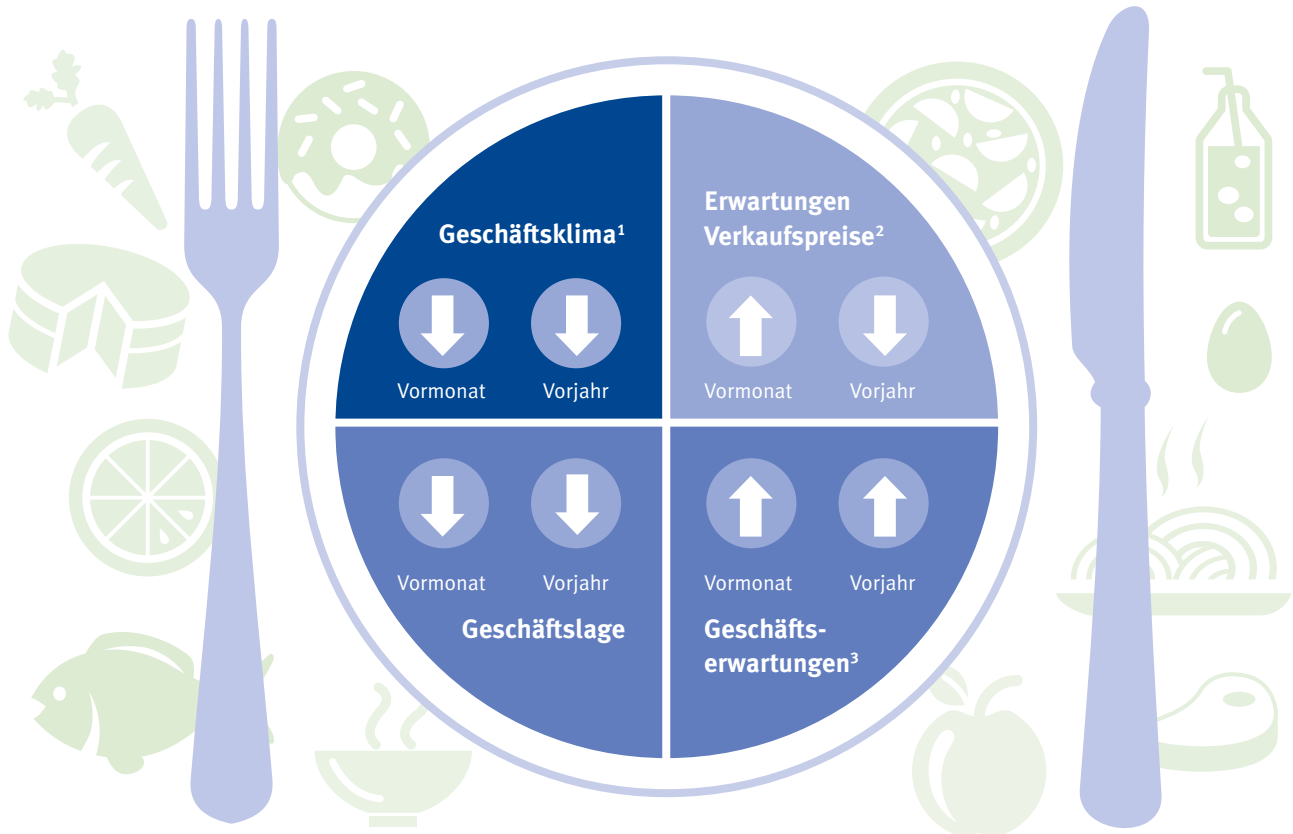 Geschäftsklima¹
Vormonat Vorjahr
Erwartungen
Verkaufspreise²
Vormonat Vorjahr
Vormonat Vorjahr
Geschäftslage
Vormonat Vorjahr
Geschäfts-
erwartungen³